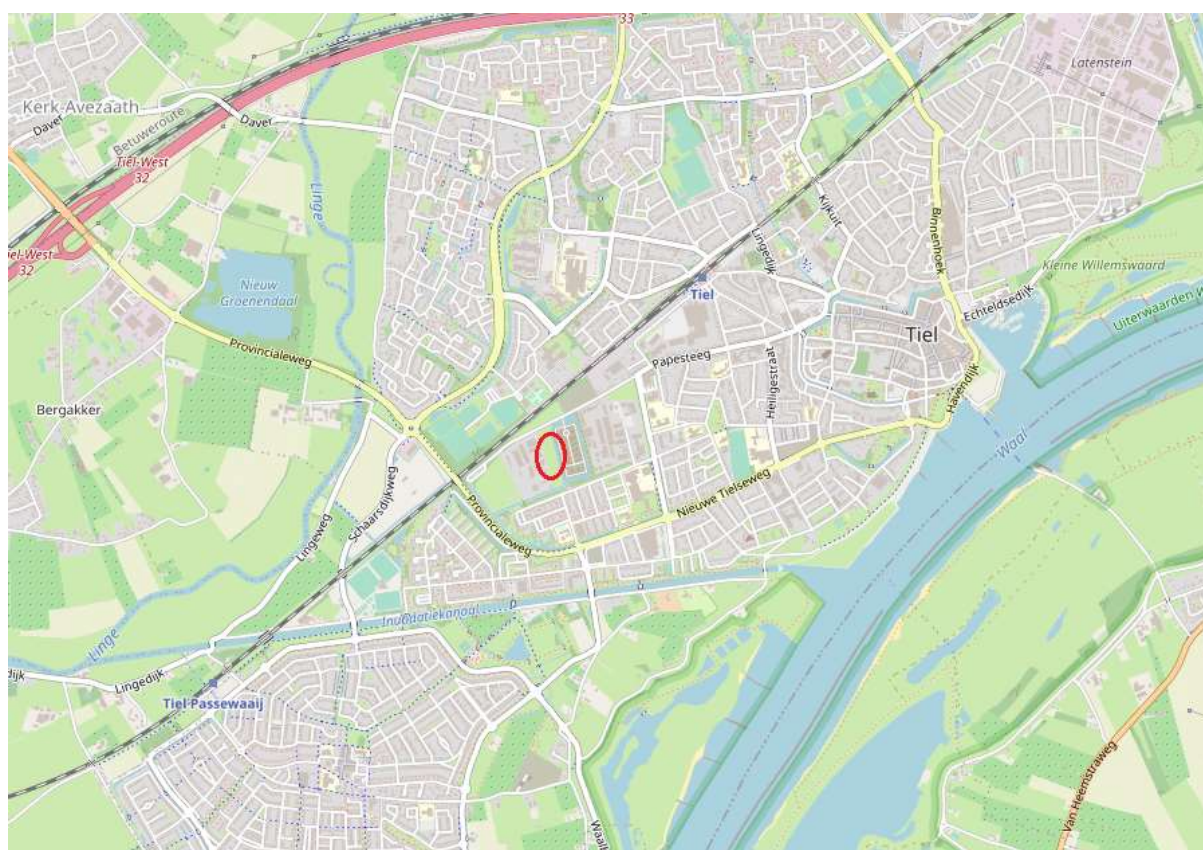 33
Latenstein
Kerk-Avezaath
Daver
Daver
Betuweroute
Tiel-West
32
Linge
Kijkuit
Binnenhoek
Lingedijk
iel-West
32
Kleine Willemswaard
Nieuw
Groenendaal
Tiel
Echteldsedijk
Uiterwaarden W
Tiel
Provincialeweg
Papesteeg
Heiligestraat
Havendijk
Bergakker
Waal
Nieuwe Tielseweg
Schaarsdijkweg
Provincialeweg
Lingeweg
Inundatiekanaal
Linge
dijk
Lingedijk
Tiel Passewaaij
Van Heemstraweg
Waalb